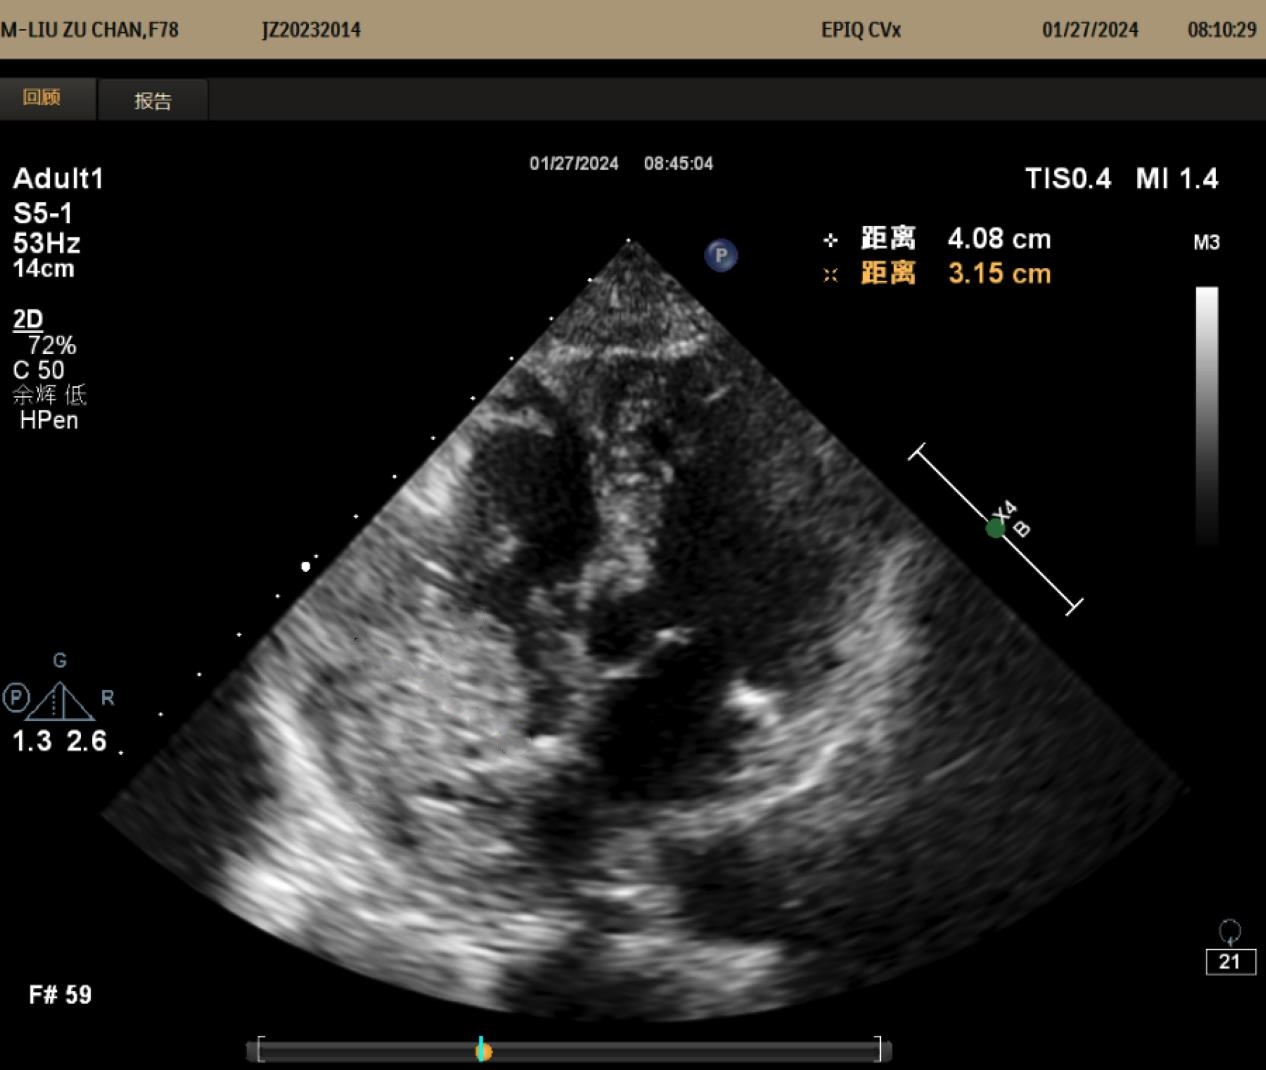 M-LIU ZU CHAN,F78 JZ20232014 EPIQ CVx 01/27/2024 08:10:29
回顾 报告
01/27/2024 08:45:04
TIS0.4 MI 1.4
Adult1
S5-1
53Hz
14cm
2D
72%
C 50
余辉 低
HPen
M3
距离 4.08 cm
距离 3.15 cm
P
X4
B
G
P R
1.3 2.6
F# 59
21